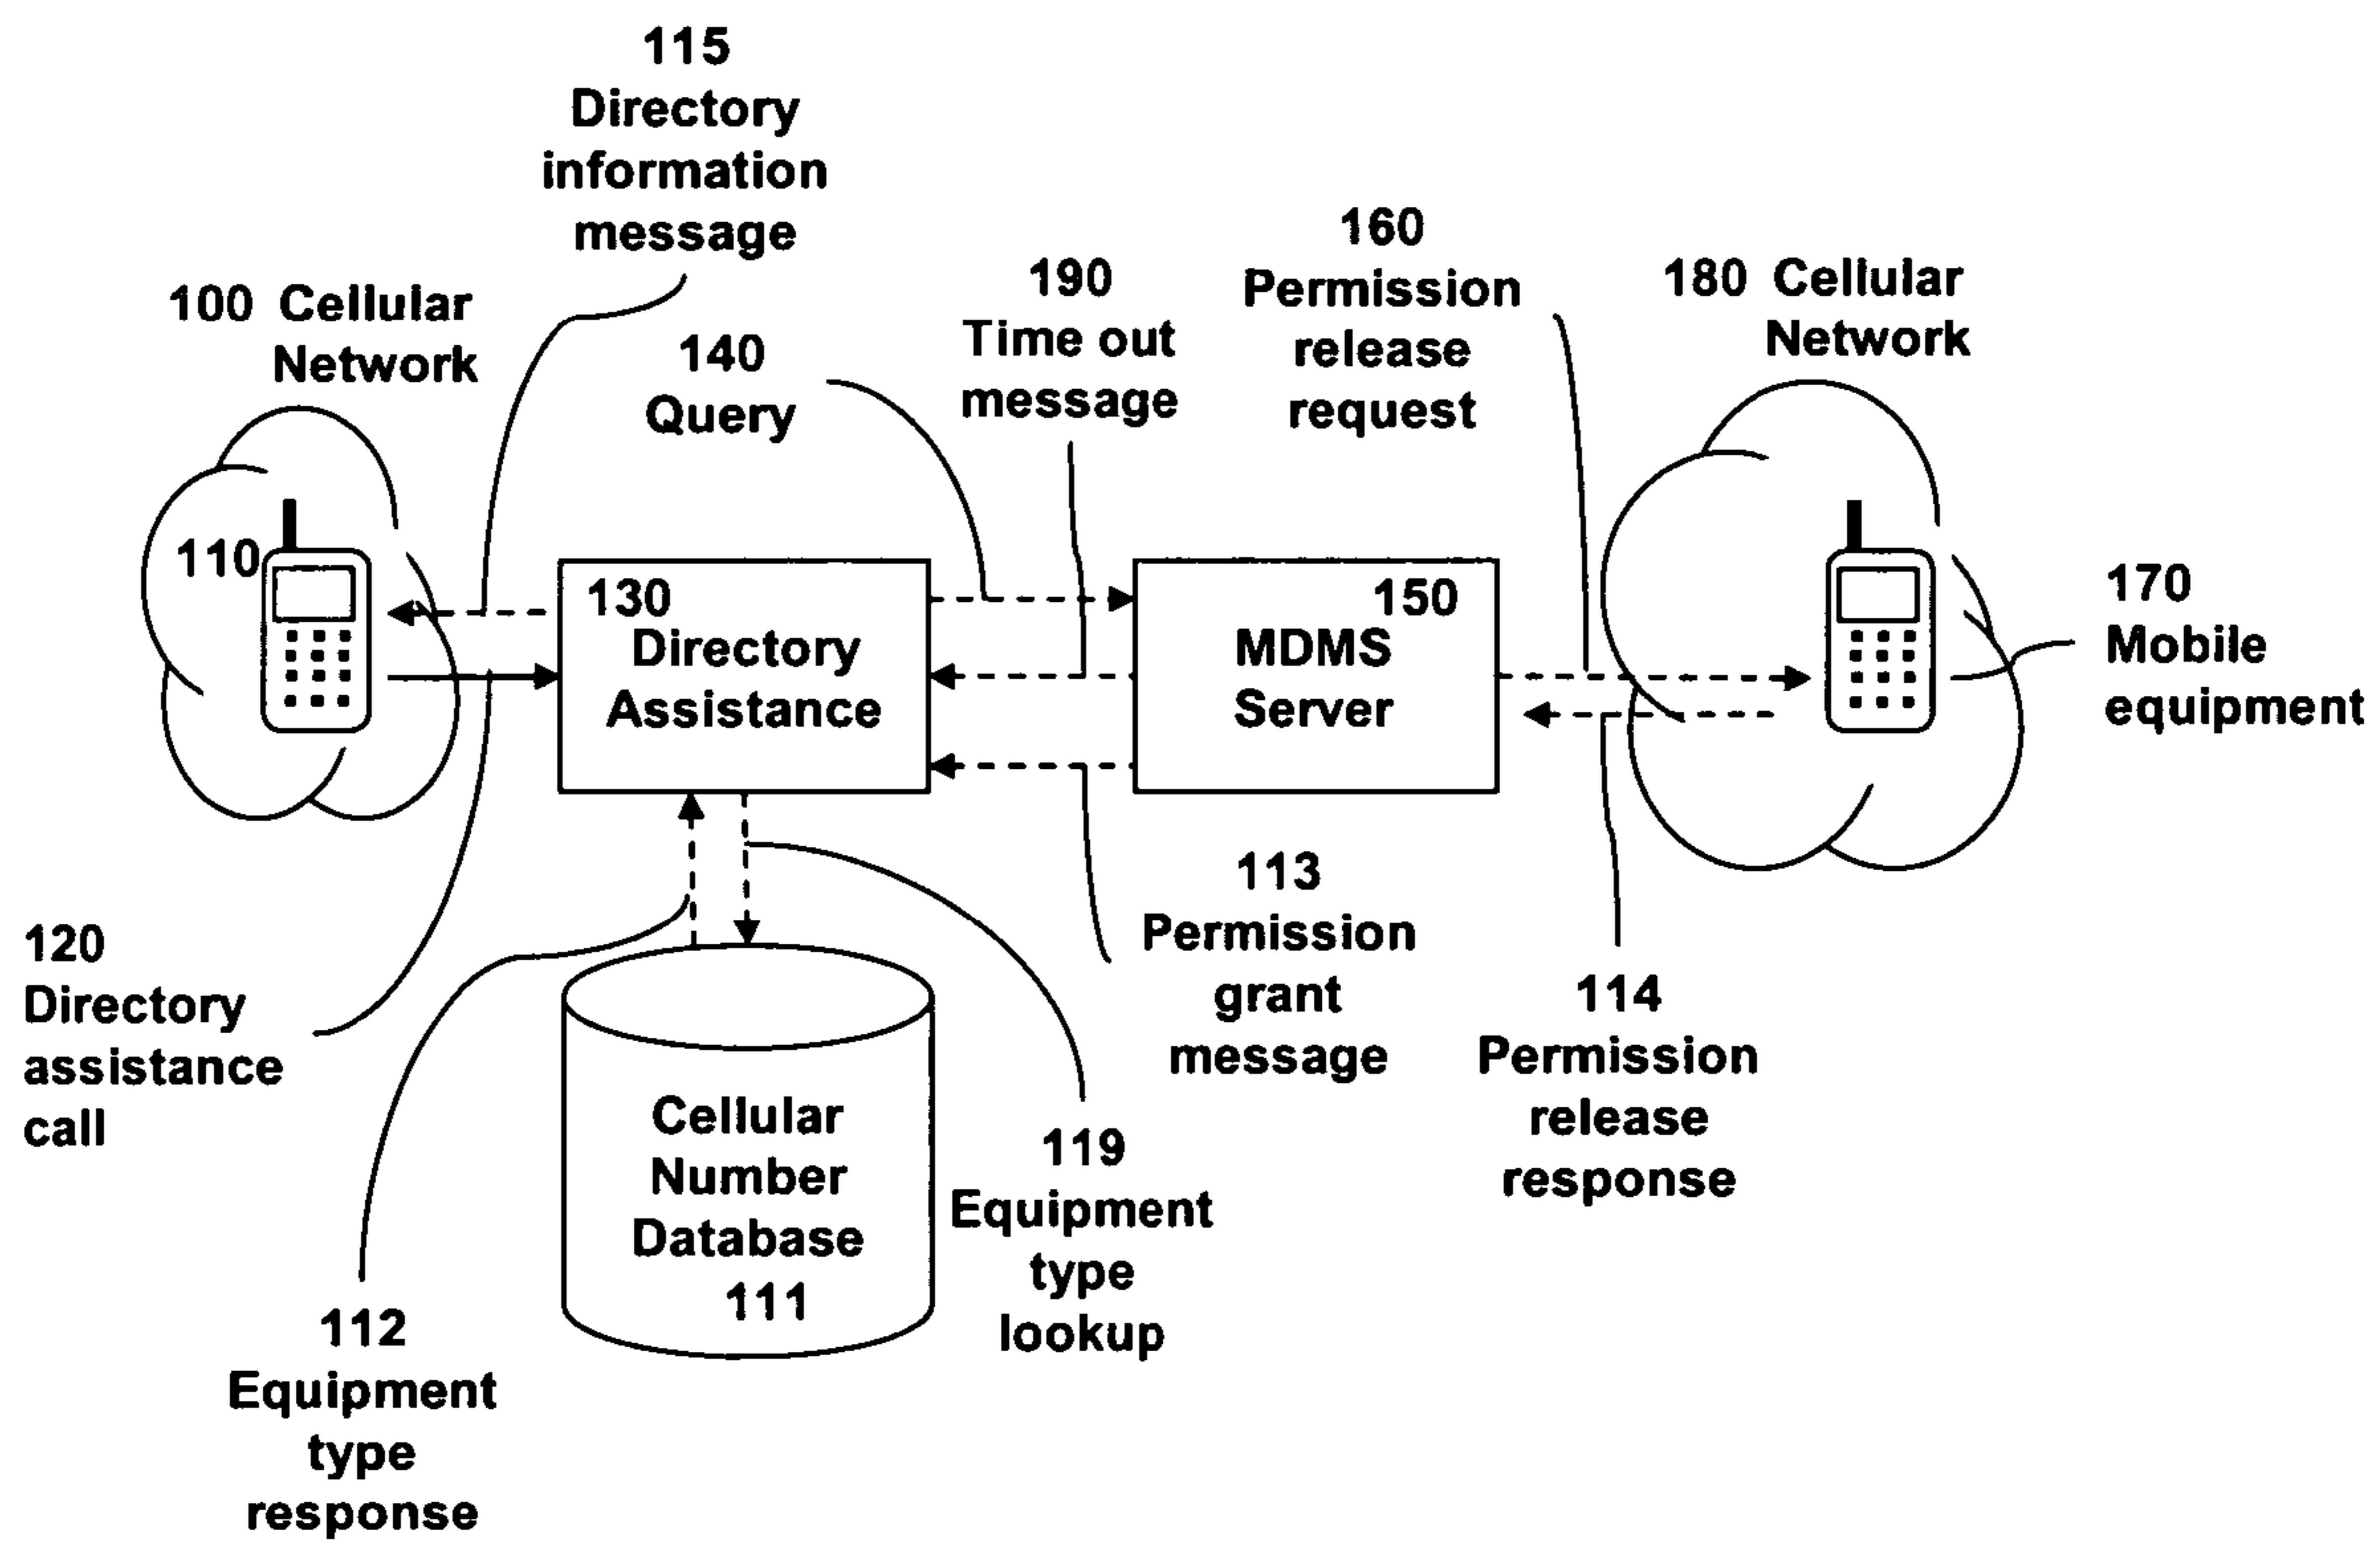 115
Directory
information
message
100 Cellular
Network
140
Query
190
Time out
message
160
Permission
release
request
180 Cellular
Network
110
130
Directory
Assistance
150
MDMS
Server
170
Mobile
equipment
120
Directory
assistance
call
113
Permission
grant
message
114
Permission
release
response
Cellular
Number
Database
111
119
Equipment
type
lookup
112
Equipment
type
response